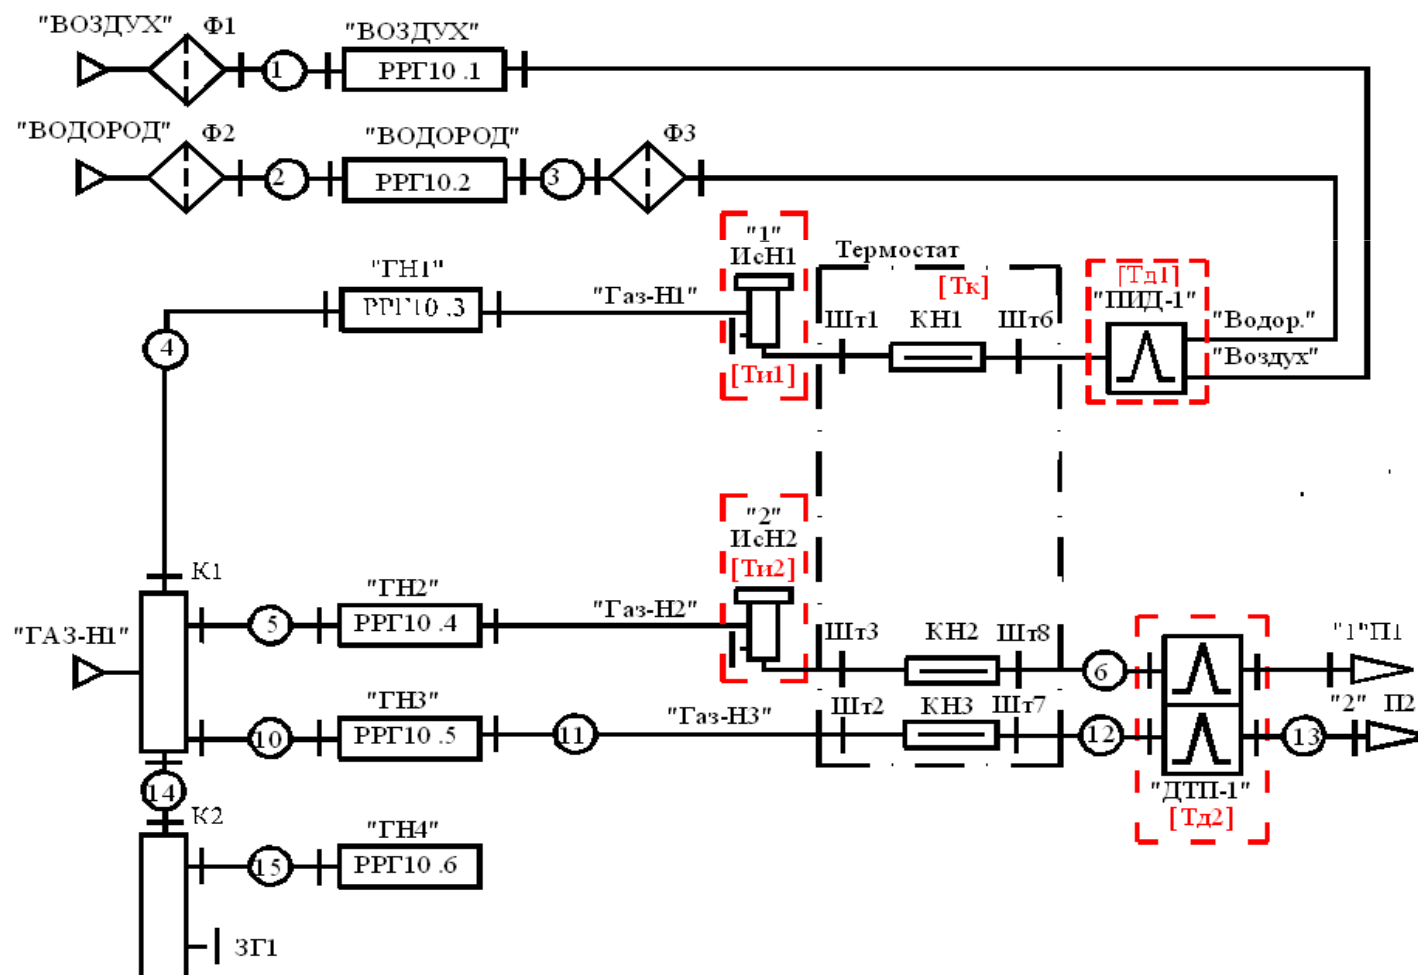 "ВОЗДУХ" Ф1 "ВОЗДУХ"
1 РРГ10 .1
"ВОДОРОД" Ф2 "ВОДОРОД" Ф3
2 РРГ10.2 3
"1"
ИсН1
Термостат
"ГН1"
РРГ10 .3
"Газ-Н1"
[Тк]
[Тд1]
"ПИД-1"
"Водор."
"Воздух"
4
Шт1 КН1 Шт6
[Ти1]
"2"
ИсН2
[Ти2]
К1
"ГН2"
5 РРГ10 .4
"Газ-Н2"
"ГАЗ-Н1"
Шт3 КН2 Шт8
6
"1"П1
"ГН3"
10 РРГ10 .5 11
"Газ-Н3"
Шт2 КН3 Шт7
12
13
"2" П2
"ДТП-1"
[Тд2]
14
К2
"ГН4"
15 РРГ10 .6
ЗГ1